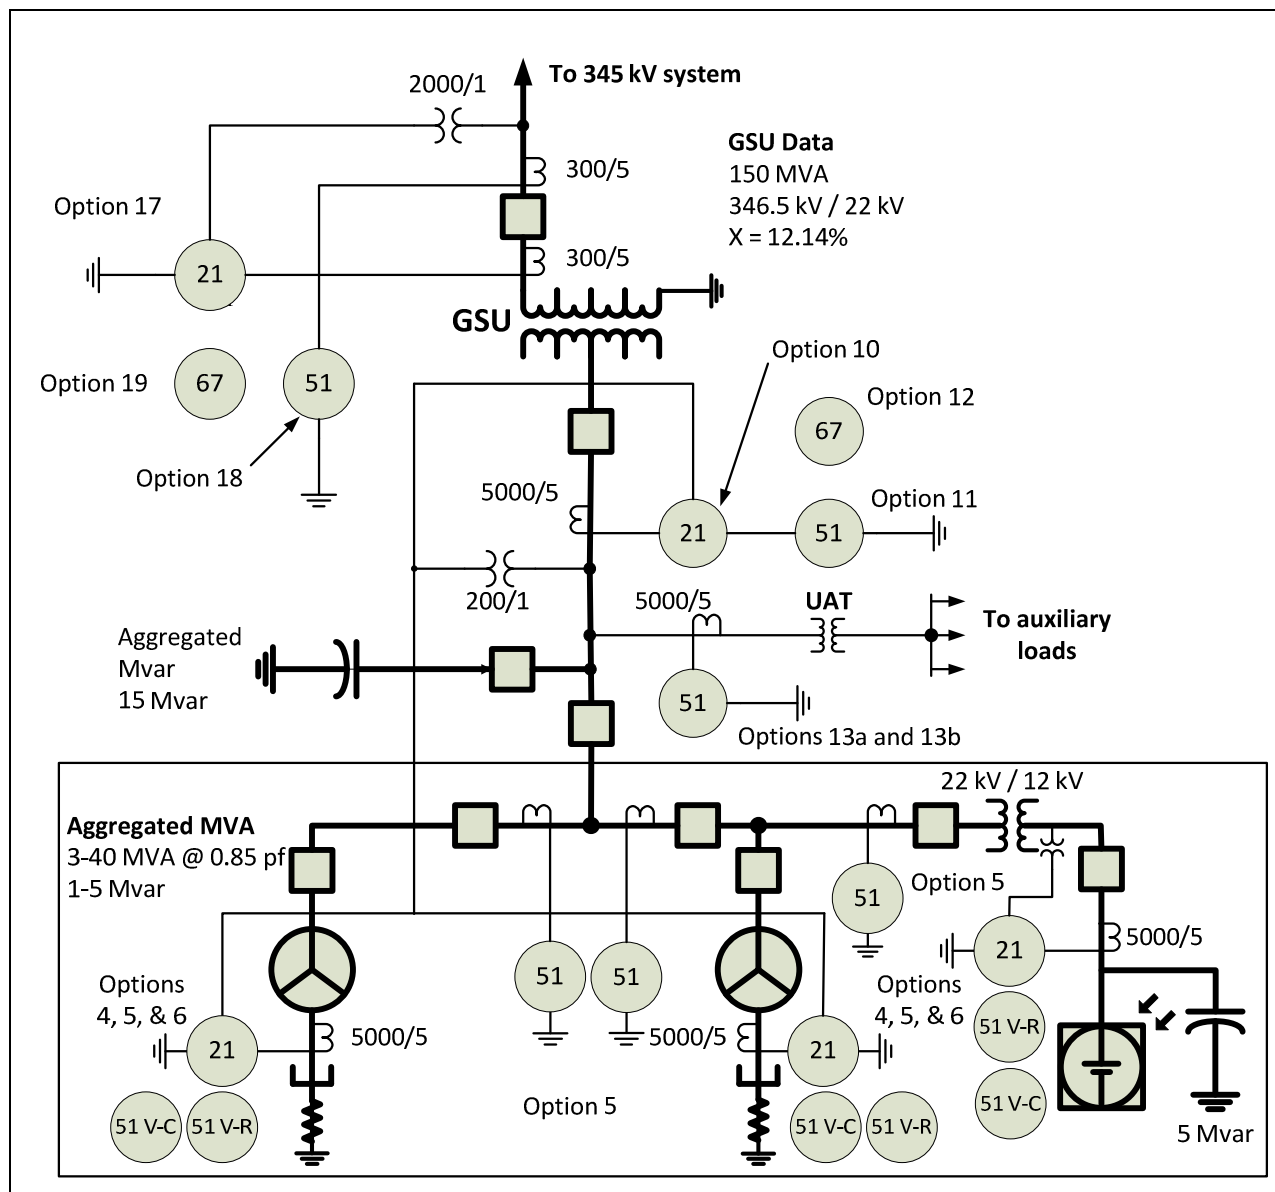 To 345 kV system
2000/1
GSU Data
150 MVA
346.5 kV / 22 kV
X = 12.14%
300/5
Option 17
300/5
21
GSU
Option 10
Option 19
67
51
Option 12
67
Option 18
5000/5
Option 11
21
51
200/1
5000/5
UAT
To auxiliary
loads
Aggregated
Mvar
15 Mvar
51
Options 13a and 13b
22 kV / 12 kV
Aggregated MVA
3-40 MVA @ 0.85 pf
1-5 Mvar
51
Option 5
21
5000/5
51
51
Options
4, 5, & 6
Options
4, 5, & 6
51 V-R
21
5000/5
5000/5
21
51 V-C
51 V-C
51 V-R
Option 5
51 V-C
51 V-R
5 Mvar